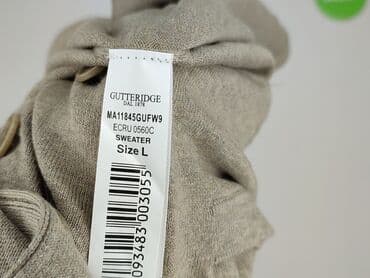 GUTTERIDGE
DAL 1878
MA11845GUFW9
ECRU 0560C
SWEATER
Size L
093483 003055